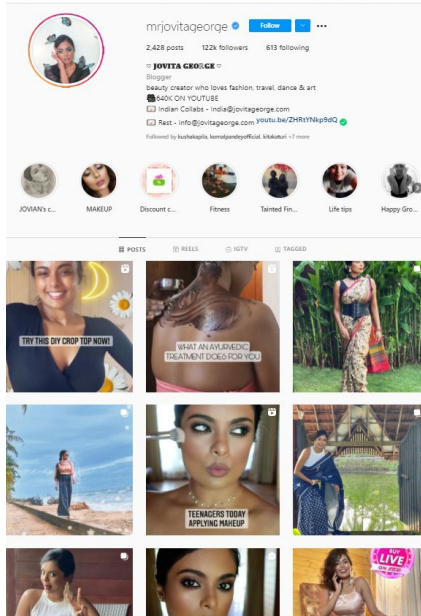 mrjovitageorge Follow
2,428 posts 122k followers 613 following
♡ JOVITA GEORGE ♡
Blogger
beauty creator who loves fashion, travel, dance & art
640K ON YOUTUBE
Indian Collabs - India@jovitageorge.com
Rest - info@jovitageorge.com youtu.be/ZHRtYNkp9dQ
Followed by kushakapila, kamalpandeyofficial, kitakaturi +7 more
JOVIAN's c... MAKEUP Discount c... Fitness Tainted Fin... Life tips Happy Gro...
POSTS REELS IGTV TAGGED
TRY THIS DIY CROP TOP NOW!
WHAT AN AYURVEDIC
TREATMENT DOES FOR YOU
TEENAGERS TODAY
APPLYING MAKEUP
BUY
LIVE